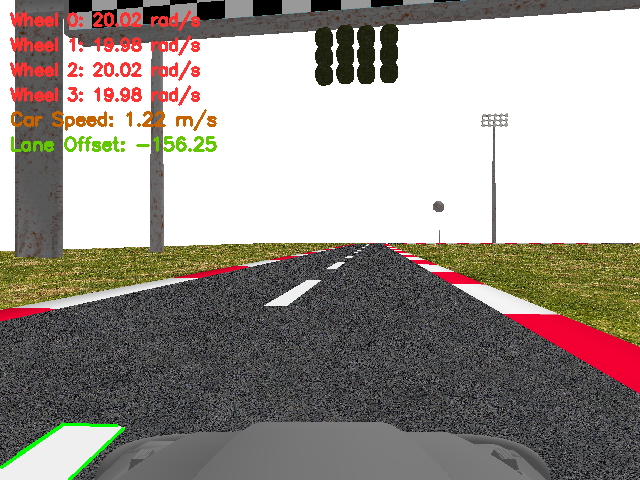 Wheel 0: 20.02 rad/s
Wheel 1: 19.98 rad/s
Wheel 2: 20.02 rad/s
Wheel 3: 19.98 rad/s
Car Speed: 1.22 m/s
Lane Offset: -156.25